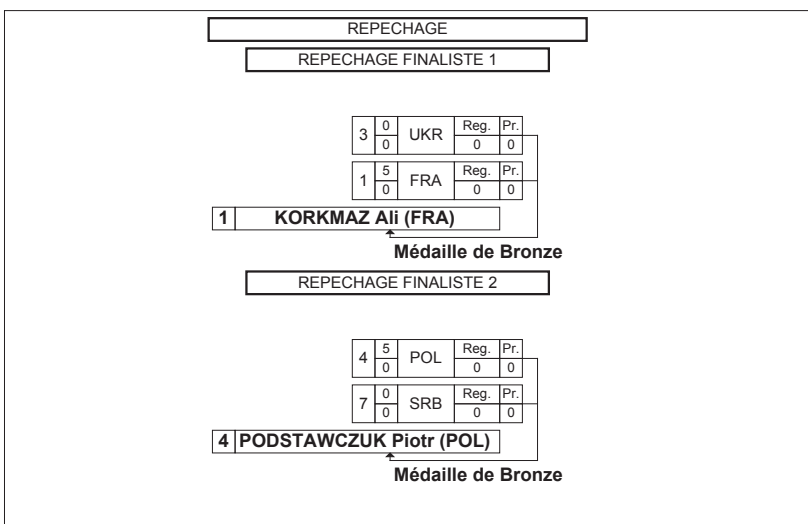 REPECHAGE
REPECHAGE FINALISTE 1
3 0 UKR Reg. Pr.
0 0 0
1 5 FRA Reg. Pr.
0 0 0
1 KORKMAZ Ali (FRA)
Médaille de Bronze
REPECHAGE FINALISTE 2
4 5 POL Reg. Pr.
0 0 0
7 0 SRB Reg. Pr.
0 0 0
4 PODSTAWCZUK Piotr (POL)
Médaille de Bronze